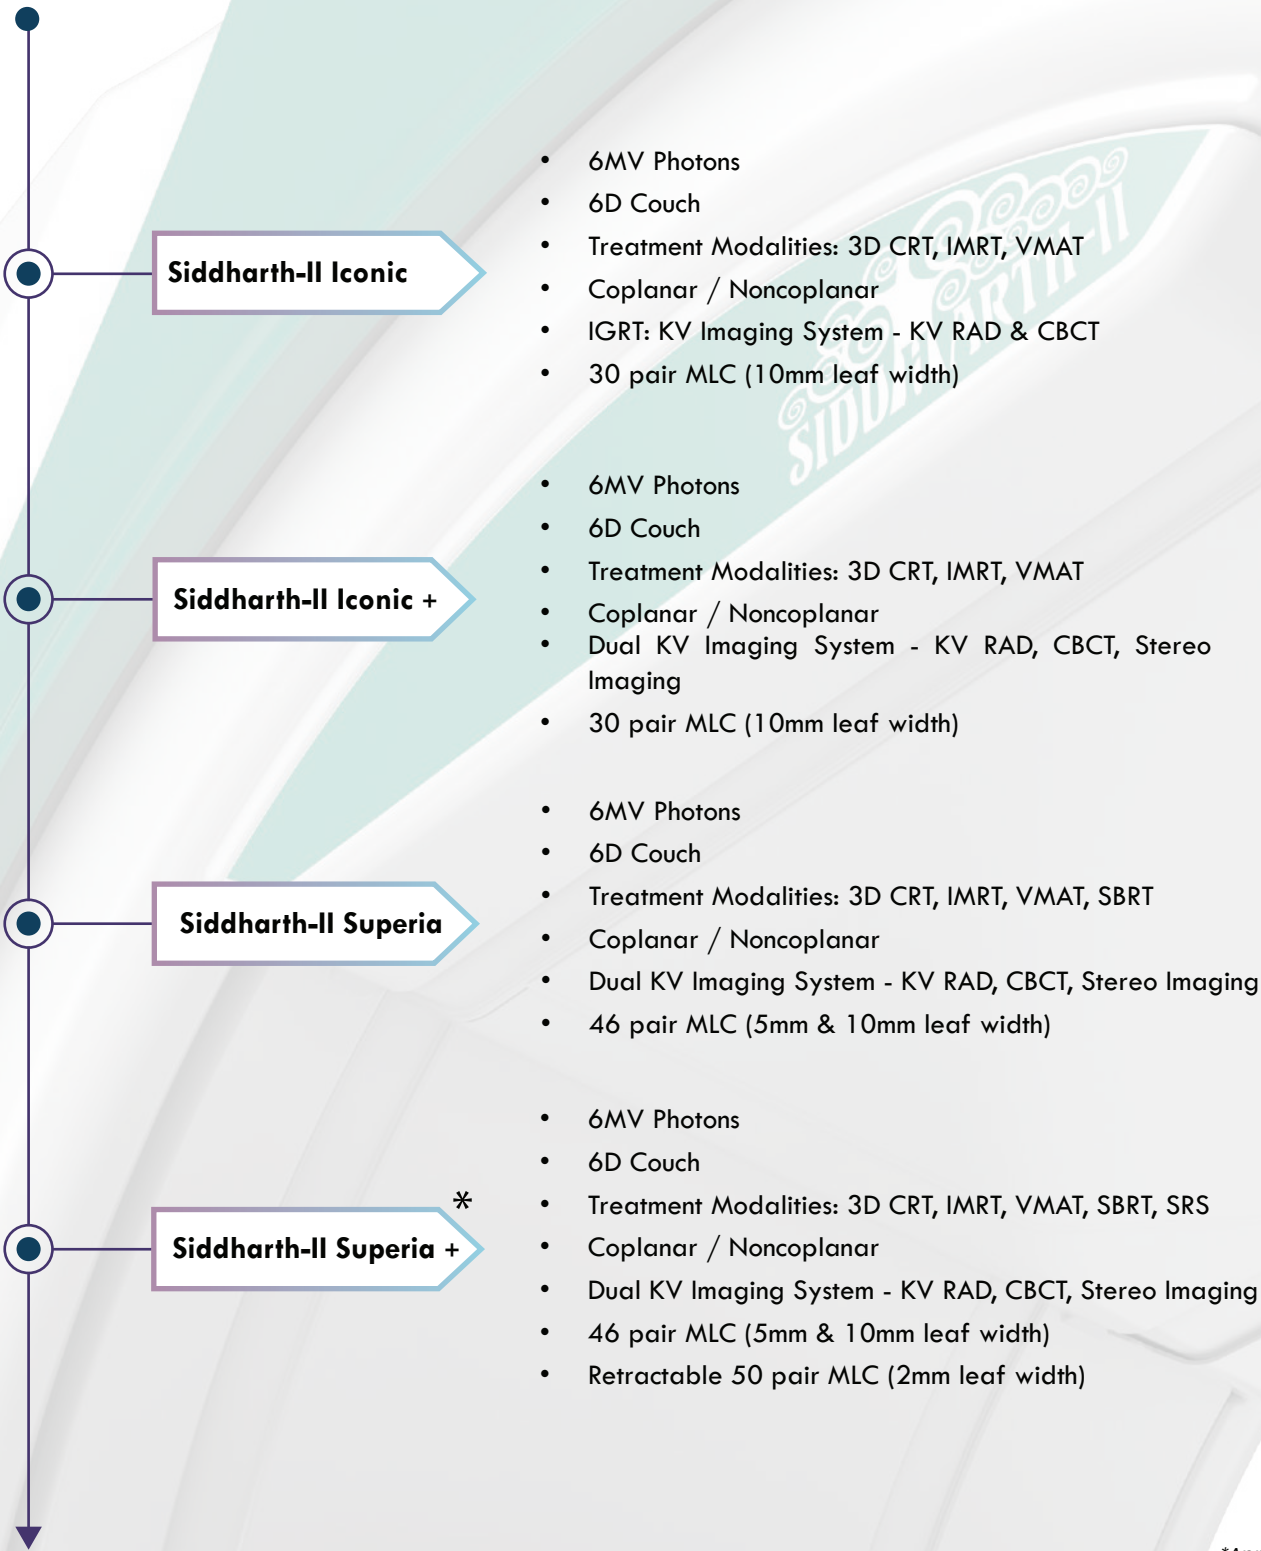 • 6MV Photons
• 6D Couch
• Treatment Modalities: 3D CRT, IMRT, VMAT
Siddharth-II Iconic
• Coplanar / Noncoplanar
• IGRT: KV Imaging System - KV RAD & CBCT
• 30 pair MLC (10mm leaf width)
SIDDHARTH-II
• 6MV Photons
• 6D Couch
• Treatment Modalities: 3D CRT, IMRT, VMAT
Siddharth-II Iconic +
• Coplanar / Noncoplanar
• Dual KV Imaging System - KV RAD, CBCT, Stereo
Imaging
• 30 pair MLC (10mm leaf width)
• 6MV Photons
• 6D Couch
• Treatment Modalities: 3D CRT, IMRT, VMAT, SBRT
Siddharth-II Superia
• Coplanar / Noncoplanar
• Dual KV Imaging System - KV RAD, CBCT, Stereo Imaging
• 46 pair MLC (5mm & 10mm leaf width)
• 6MV Photons
• 6D Couch
• Treatment Modalities: 3D CRT, IMRT, VMAT, SBRT, SRS
Siddharth-II Superia + *
• Coplanar / Noncoplanar
• Dual KV Imaging System - KV RAD, CBCT, Stereo Imaging
• 46 pair MLC (5mm & 10mm leaf width)
• Retractable 50 pair MLC (2mm leaf width)